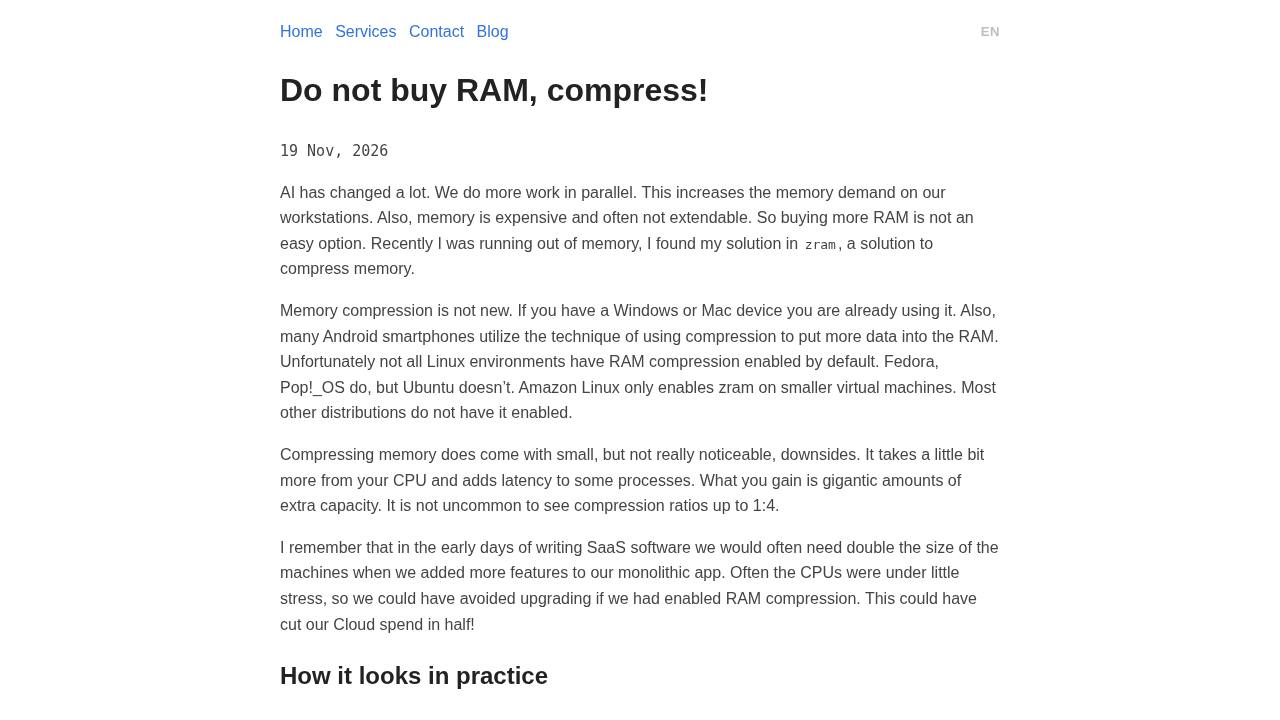 Home Services Contact Blog EN
Do not buy RAM, compress!
19 Nov, 2026
AI has changed a lot. We do more work in parallel. This increases the memory demand on our
workstations. Also, memory is expensive and often not extendable. So buying more RAM is not an
easy option. Recently I was running out of memory, I found my solution in zram, a solution to
compress memory.
Memory compression is not new. If you have a Windows or Mac device you are already using it. Also,
many Android smartphones utilize the technique of using compression to put more data into the RAM.
Unfortunately not all Linux environments have RAM compression enabled by default. Fedora,
Pop!_OS do, but Ubuntu doesn’t. Amazon Linux only enables zram on smaller virtual machines. Most
other distributions do not have it enabled.
Compressing memory does come with small, but not really noticeable, downsides. It takes a little bit
more from your CPU and adds latency to some processes. What you gain is gigantic amounts of
extra capacity. It is not uncommon to see compression ratios up to 1:4.
I remember that in the early days of writing SaaS software we would often need double the size of the
machines when we added more features to our monolithic app. Often the CPUs were under little
stress, so we could have avoided upgrading if we had enabled RAM compression. This could have
cut our Cloud spend in half!
How it looks in practice